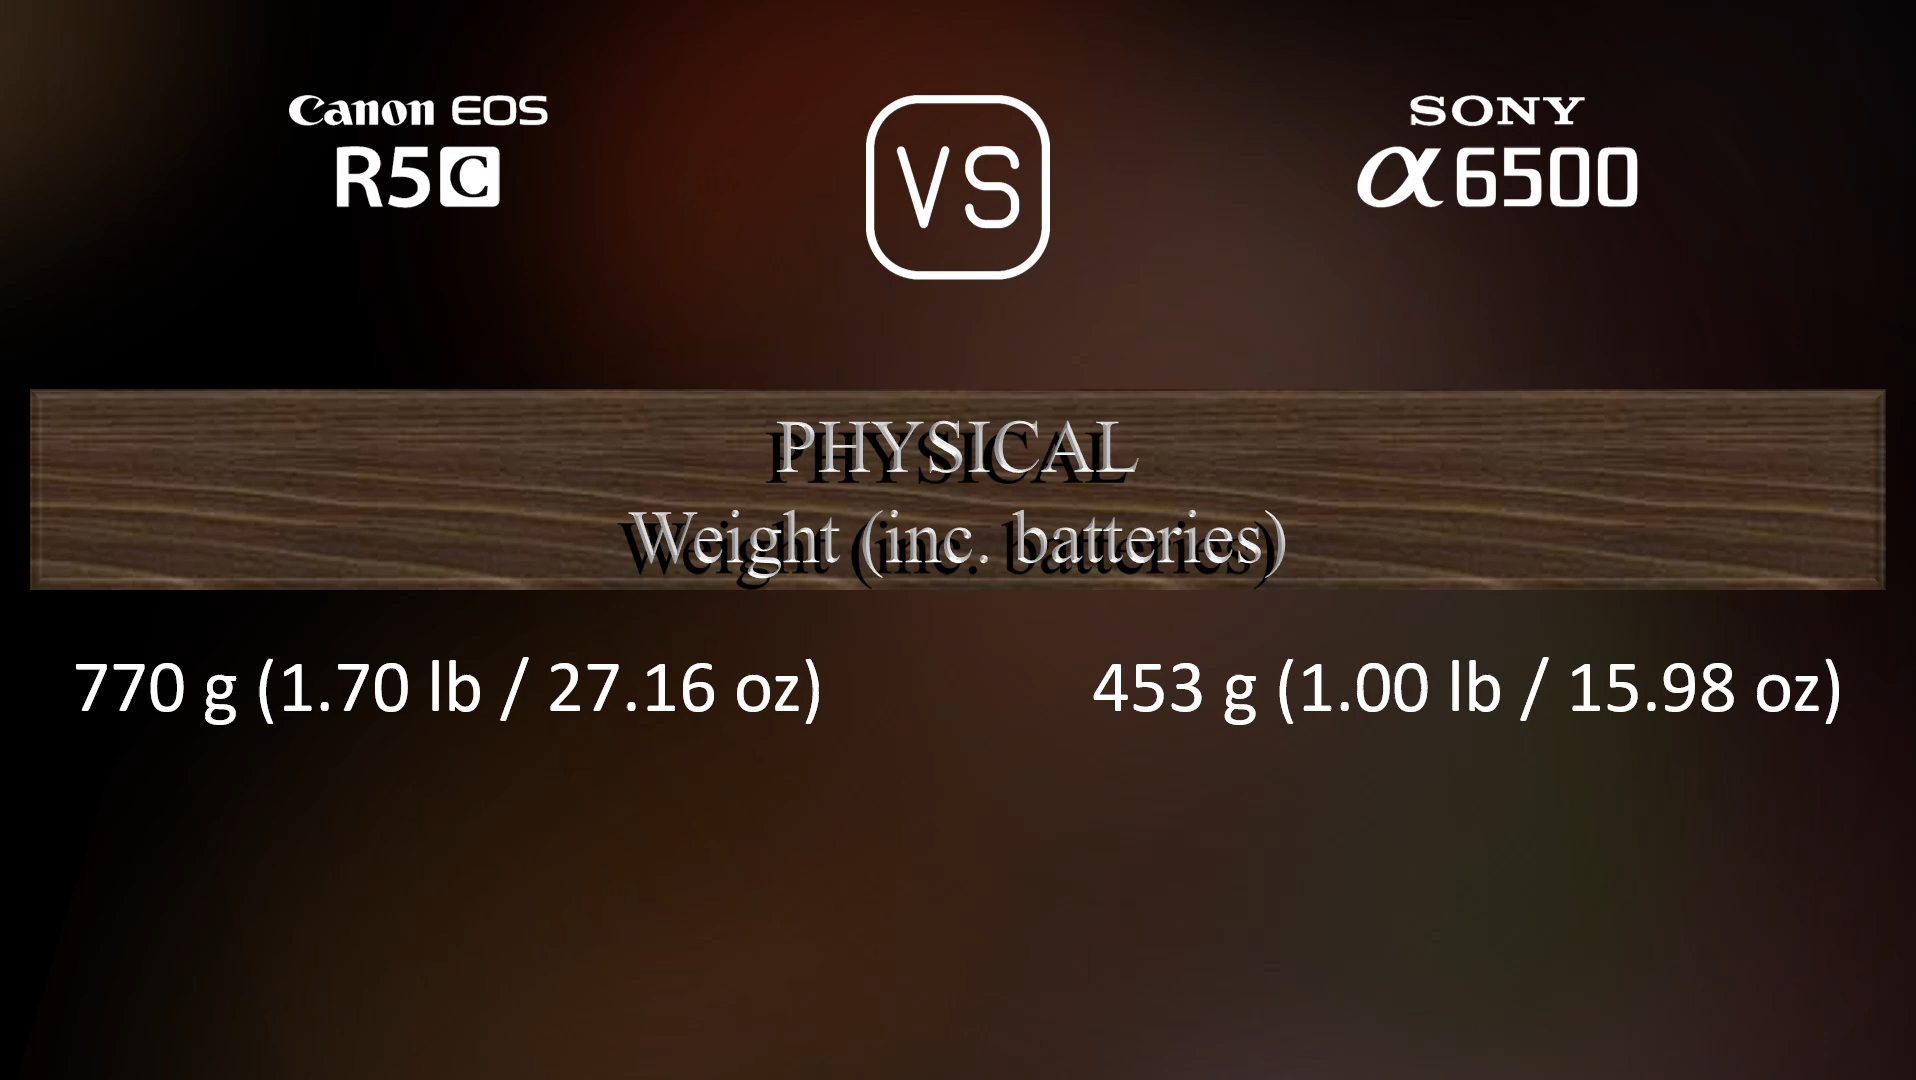 Canon EOS
R5 C
VS
SONY
α6500
PHYSICAL
Weight (inc. batteries)
770 g (1.70 lb / 27.16 oz)
453 g (1.00 lb / 15.98 oz)